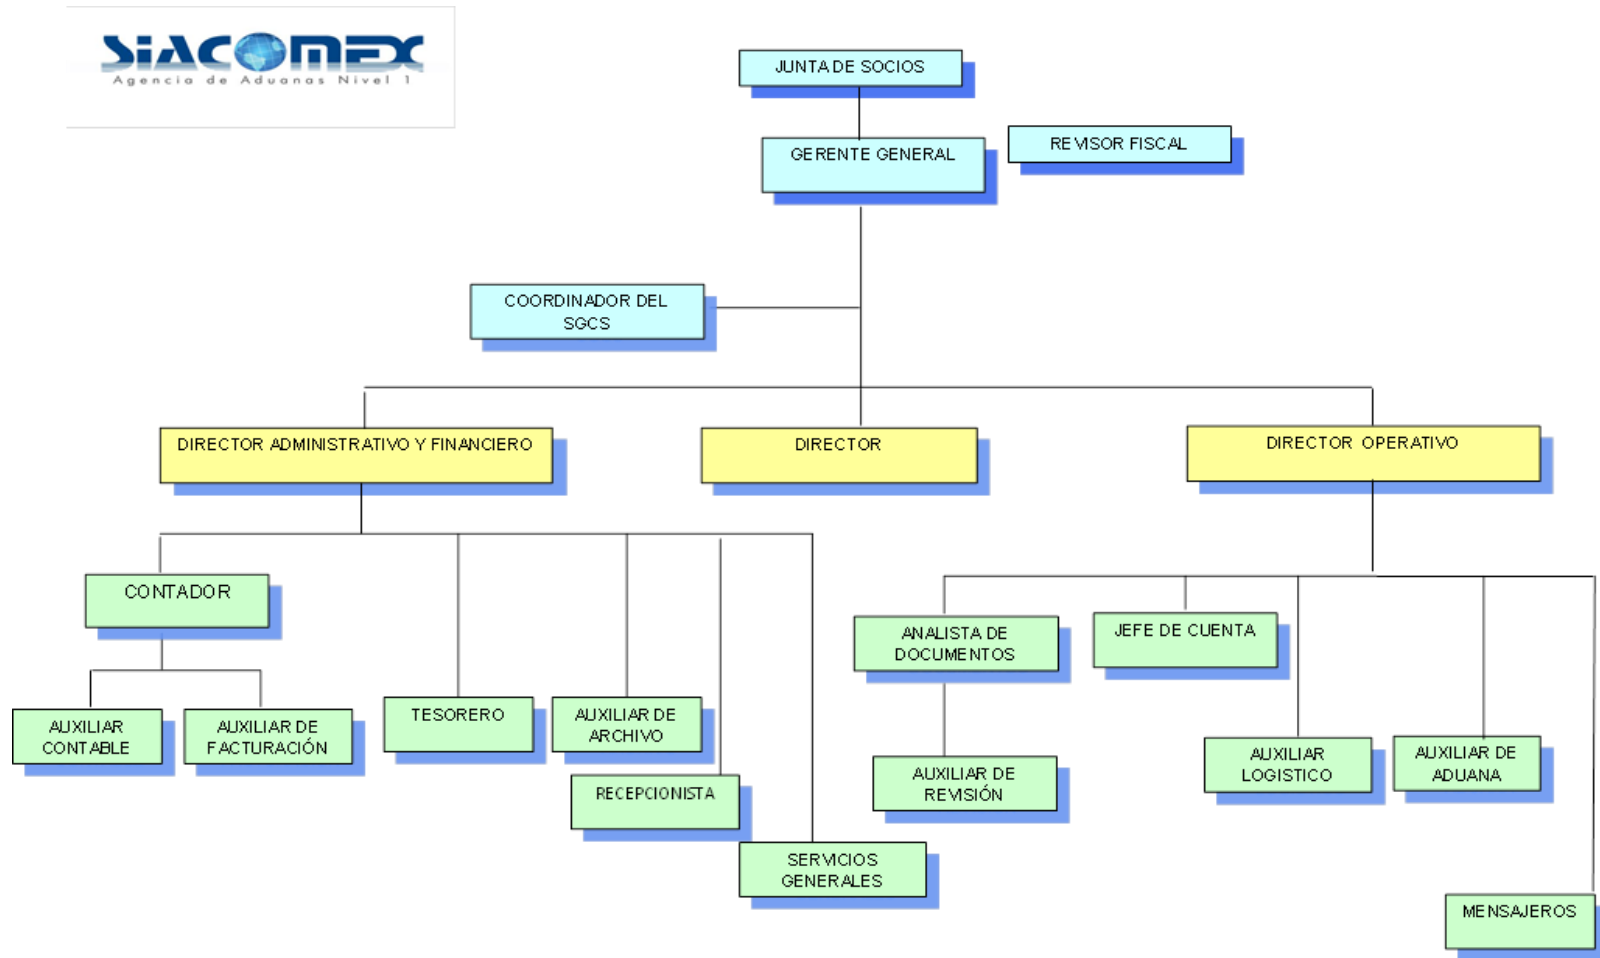 SiACOMEX
Agencia de Aduanas Nivel 1
JUNTA DE SOCIOS
GERENTE GENERAL
REVISOR FISCAL
COORDINADOR DEL
SGCS
DIRECTOR ADMINISTRATIVO Y FINANCIERO
DIRECTOR
DIRECTOR OPERATIVO
CONTADOR
ANALISTA DE
DOCUMENTOS
JEFE DE CUENTA
AUXILIAR
CONTABLE
AUXILIAR DE
FACTURACIÓN
TESORERO
AUXILIAR DE
ARCHIVO
RECEPCIONISTA
AUXILIAR DE
REVISIÓN
AUXILIAR
LOGISTICO
AUXILIAR DE
ADUANA
SERVICIOS
GENERALES
MENSAJEROS